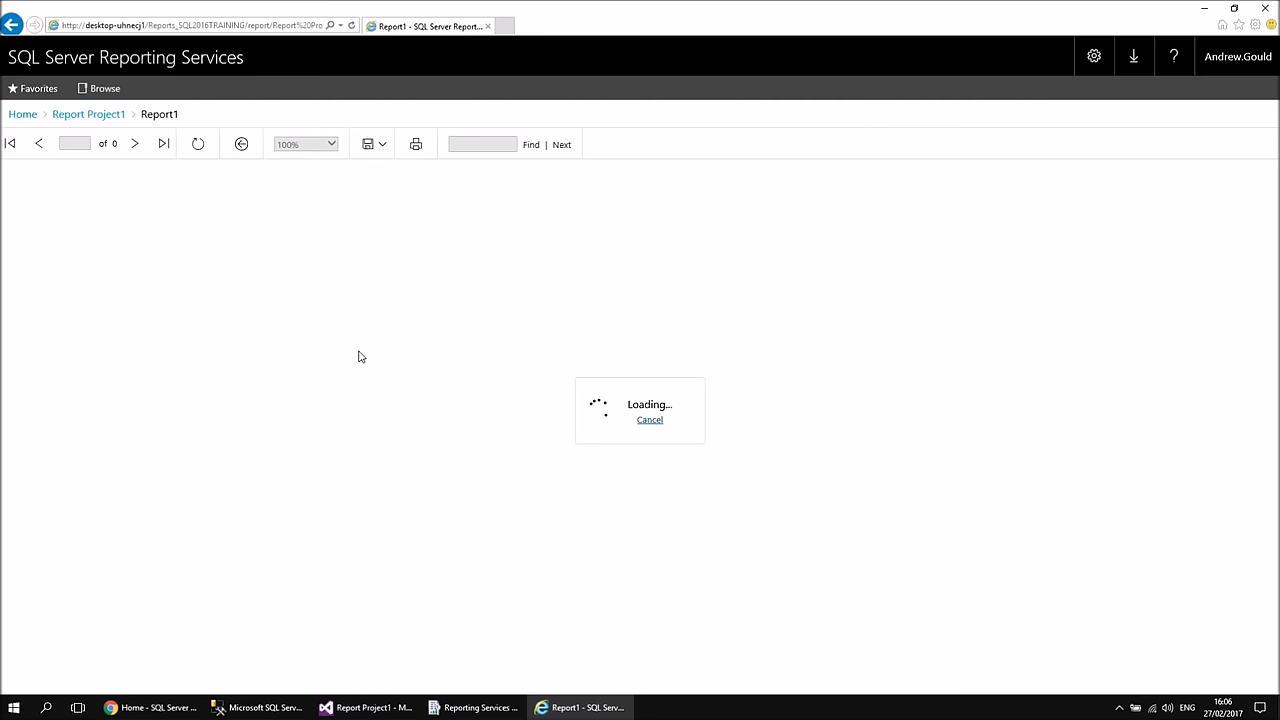 http://desktop-uhnecj1/Reports_SQL2016TRAINING/report/Report%20Pro
Report1 - SQL Server Report...
SQL Server Reporting Services
Andrew.Gould
Favorites
Browse
Home > Report Project1 > Report1
of 0
100%
Find | Next
Loading...
Cancel
Home - SQL Server ...
Microsoft SQL Serv...
Report Project1 - M...
Reporting Services ...
Report1 - SQL Serv...
ENG
16:06
27/02/2017